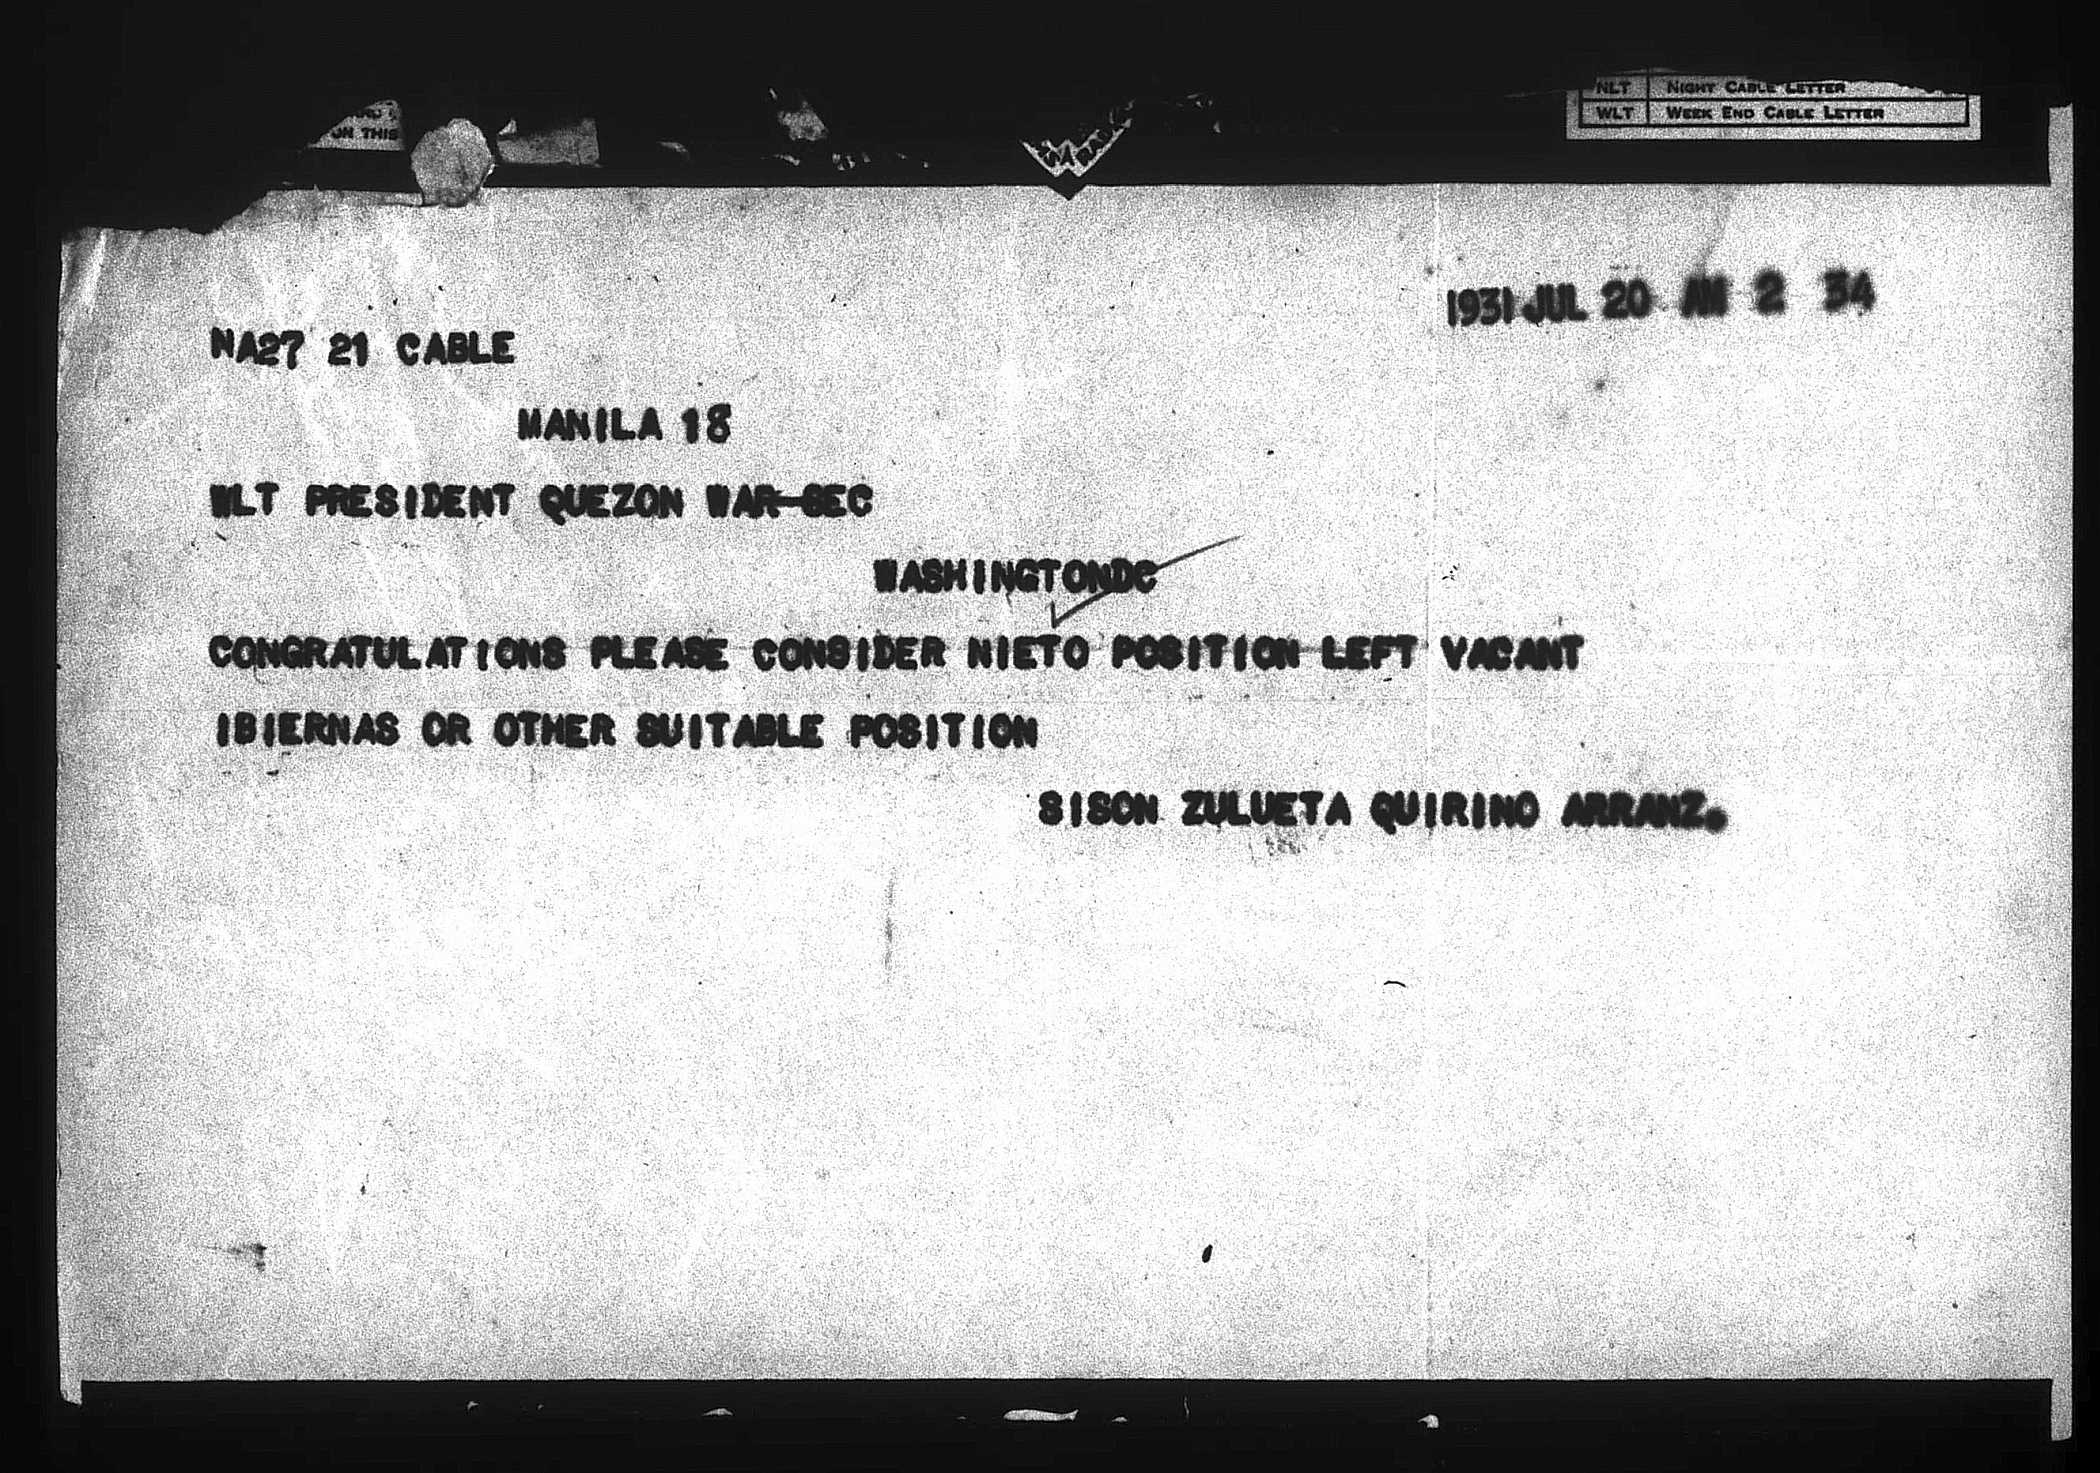 ON THIS
NLT NIGHT CABLE LETTER
WLT WEEK END CABLE LETTER
1931 JUL 20 AM 2 34
NA27 21 CABLE
MANILA 18
WLT PRESIDENT QUEZON WAR-SEC
WASHINGTONDC
CONGRATULATIONS PLEASE CONSIDER NIETO POSITION LEFT VACANT
IBIERNAS OR OTHER SUITABLE POSITION
SISON ZULUETA QUIRINO ARRANZ.